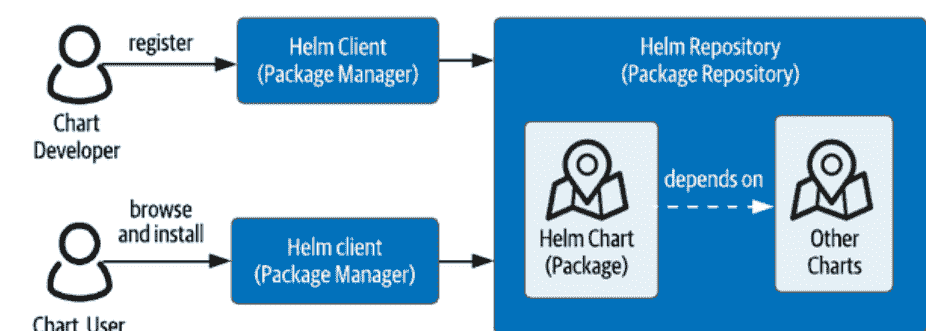 register
Helm Client
(Package Manager)
Chart
Developer
Helm Repository
(Package Repository)
depends on
Helm Chart
(Package)
Other
Charts
browse
and install
Helm client
(Package Manager)
Chart User